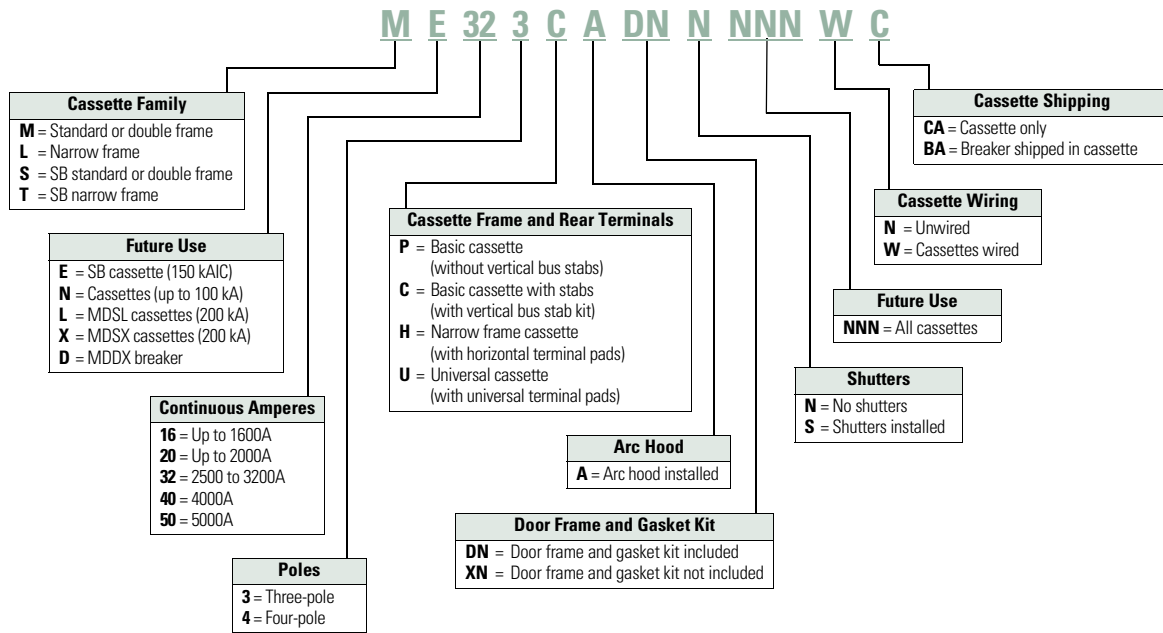 M E 32 3 C A DN N NNN W C
Cassette Family
M = Standard or double frame
L = Narrow frame
S = SB standard or double frame
T = SB narrow frame
Future Use
E = SB cassette (150 kAIC)
N = Cassettes (up to 100 kA)
L = MDSL cassettes (200 kA)
X = MDSX cassettes (200 kA)
D = MDDX breaker
Continuous Amperes
16 = Up to 1600A
20 = Up to 2000A
32 = 2500 to 3200A
40 = 4000A
50 = 5000A
Poles
3 = Three-pole
4 = Four-pole
Cassette Frame and Rear Terminals
P = Basic cassette
(without vertical bus stabs)
C = Basic cassette with stabs
(with vertical bus stab kit)
H = Narrow frame cassette
(with horizontal terminal pads)
U = Universal cassette
(with universal terminal pads)
Arc Hood
A = Arc hood installed
Door Frame and Gasket Kit
DN = Door frame and gasket kit included
XN = Door frame and gasket kit not included
Shutters
N = No shutters
S = Shutters installed
Future Use
NNN = All cassettes
Cassette Wiring
N = Unwired
W = Cassettes wired
Cassette Shipping
CA = Cassette only
BA = Breaker shipped in cassette